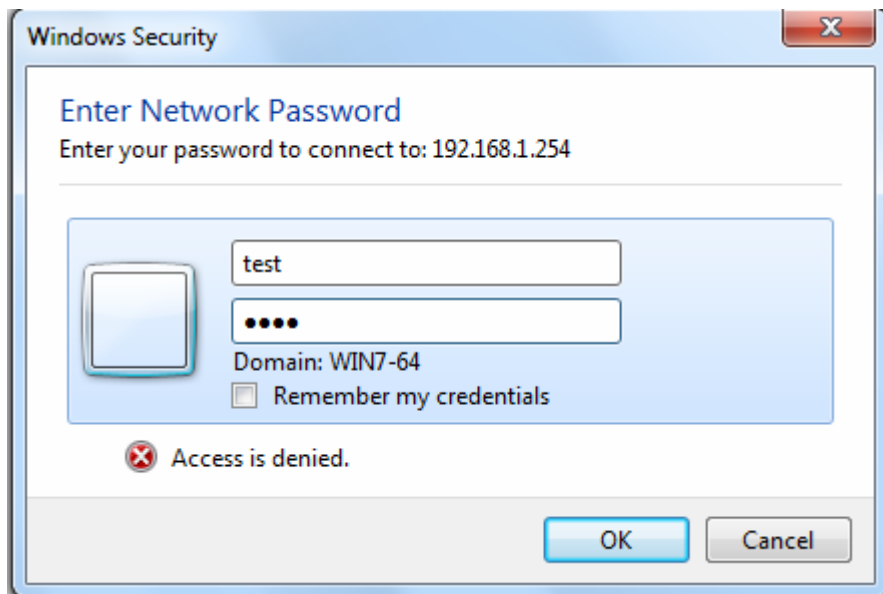 Windows Security
Enter Network Password
Enter your password to connect to: 192.168.1.254
test
●●●●
Domain: WIN7-64
Remember my credentials
Access is denied.
OK
Cancel